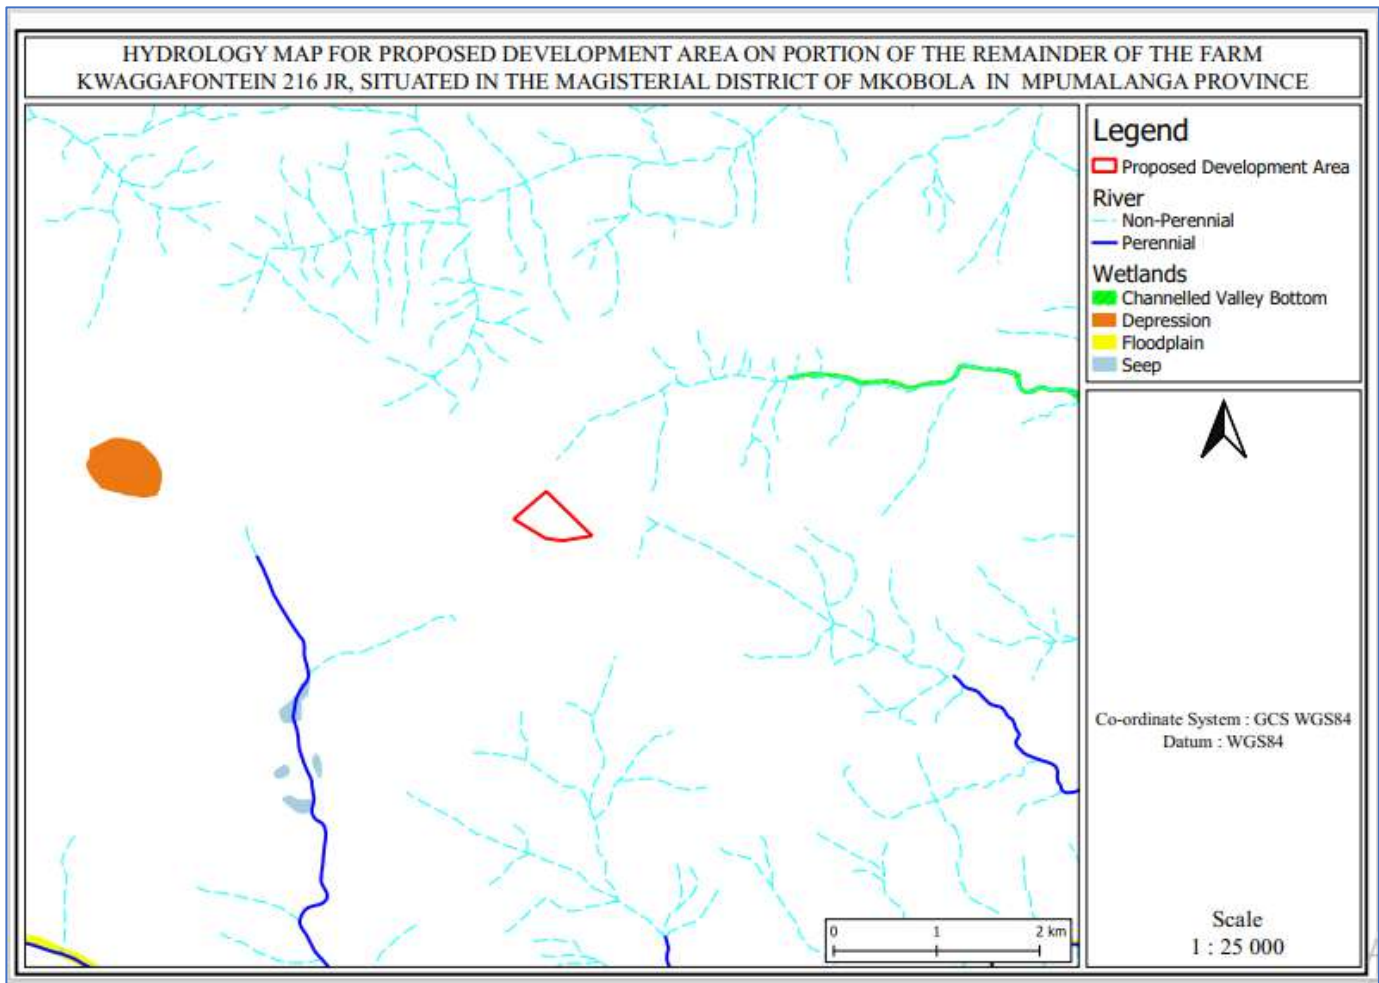 HYDROLOGY MAP FOR PROPOSED DEVELOPMENT AREA ON PORTION OF THE REMAINDER OF THE FARM
KWAGGAFONTEIN 216 JR, SITUATED IN THE MAGISTERIAL DISTRICT OF MKOBOLA IN MPUMALANGA PROVINCE
Legend
Proposed Development Area
River
Non-Perennial
Perennial
Wetlands
Channelled Valley Bottom
Depression
Floodplain
Seep
Co-ordinate System : GCS WGS84
Datum : WGS84
Scale
1 : 25 000
0 1 2 km